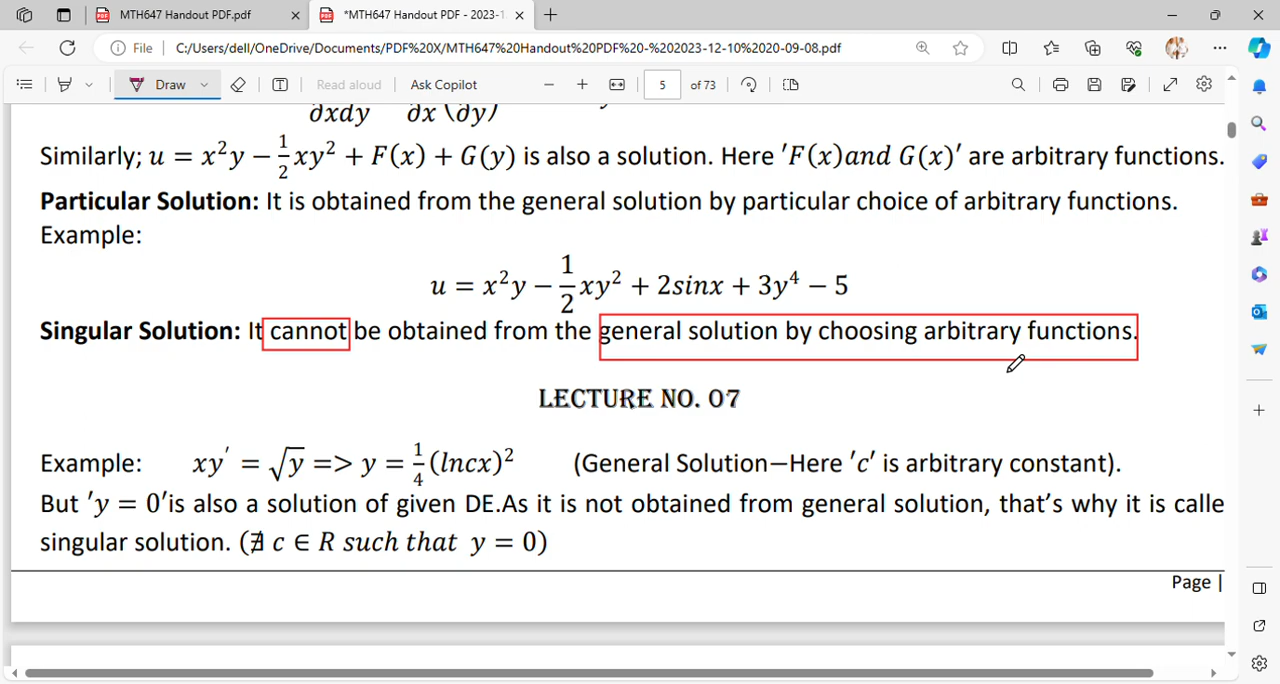 MTH647 Handout PDF.pdf
*MTH647 Handout PDF - 2023-1
File C:/Users/dell/OneDrive/Documents/PDF%20X/MTH647%20Handout%20PDF%20-%202023-12-10%2020-09-08.pdf
Draw Read aloud Ask Copilot 5 of 73
∂x∂y ∂x (∂y)
Similarly; u = x²y − 1/2 xy² + F(x) + G(y) is also a solution. Here ′F(x)and G(x)′ are arbitrary functions.
Particular Solution: It is obtained from the general solution by particular choice of arbitrary functions.
Example:
u = x²y − 1/2 xy² + 2sinx + 3y⁴ − 5
Singular Solution: It cannot be obtained from the general solution by choosing arbitrary functions.
LECTURE NO. 07
Example: xy′ = √y => y = 1/4 (lncx)² (General Solution—Here ′c′ is arbitrary constant).
But ′y = 0′is also a solution of given DE.As it is not obtained from general solution, that’s why it is calle
singular solution. (∄ c ∈ R such that y = 0)
Page |